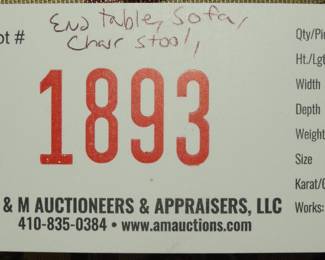 End table, Sofa,
ot #
Chair Stool,
Qty/Pi
Ht./Lgt
1893
Width
Depth
Weight
Size
Karat/
& M AUCTIONEERS & APPRAISERS, LLC
Works:
410-835-0384 • www.amauctions.com